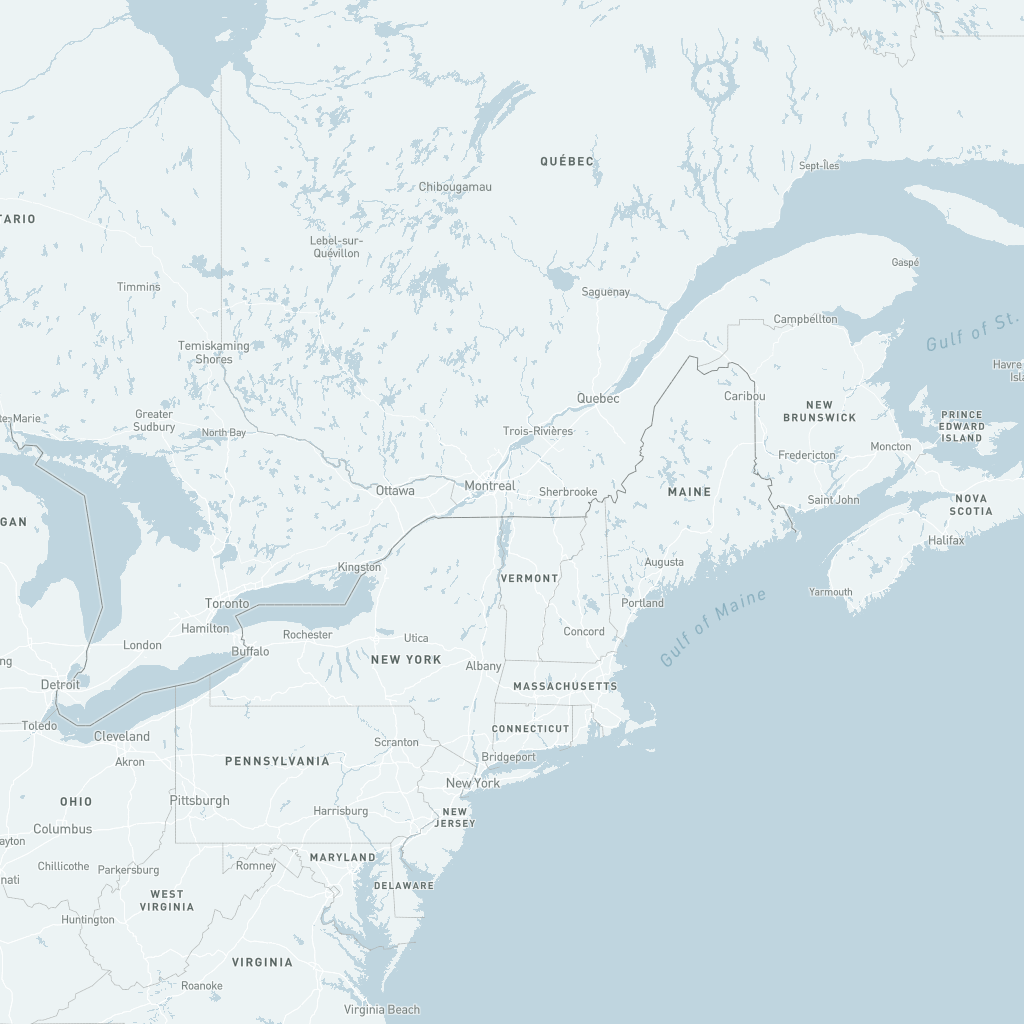 QUÉBEC
Sept-Îles
Chibougamau
TARIO
Lebel-sur-
Quévillon
Gaspé
Timmins
Saguenay
Campbellton
Gulf of St.
Temiskaming
Shores
Havre
Isla
Caribou
Quebec
NEW
BRUNSWICK
PRINCE
EDWARD
ISLAND
te-Marie
Greater
Sudbury
North Bay
Trois-Rivières
Moncton
Fredericton
Montreal
Ottawa
Sherbrooke
MAINE
Saint John
NOVA
SCOTIA
GAN
Halifax
Kingston
Augusta
VERMONT
Yarmouth
Toronto
Portland
Gulf of Maine
Hamilton
Rochester
Utica
Concord
London
Buffalo
NEW YORK
Albany
ng
Detroit
MASSACHUSETTS
Toledo
Cleveland
CONNECTICUT
Scranton
Akron
PENNSYLVANIA
Bridgeport
New York
OHIO
Pittsburgh
Harrisburg
NEW
JERSEY
Columbus
ayton
MARYLAND
Chillicothe
Parkersburg
Romney
nati
DELAWARE
WEST
VIRGINIA
Huntington
VIRGINIA
Roanoke
Virginia Beach